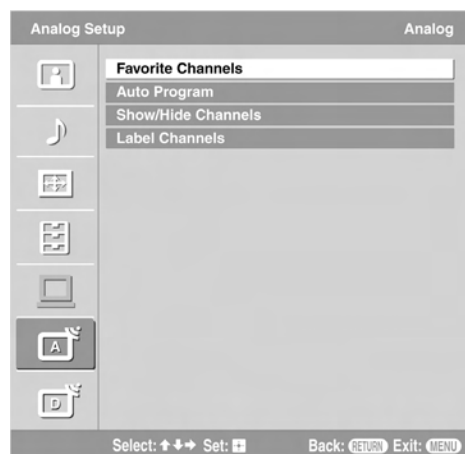 Analog Setup Analog
Favorite Channels
Auto Program
Show/Hide Channels
Label Channels
A
D
Select: ↑↓→ Set: + Back: RETURN Exit: MENU